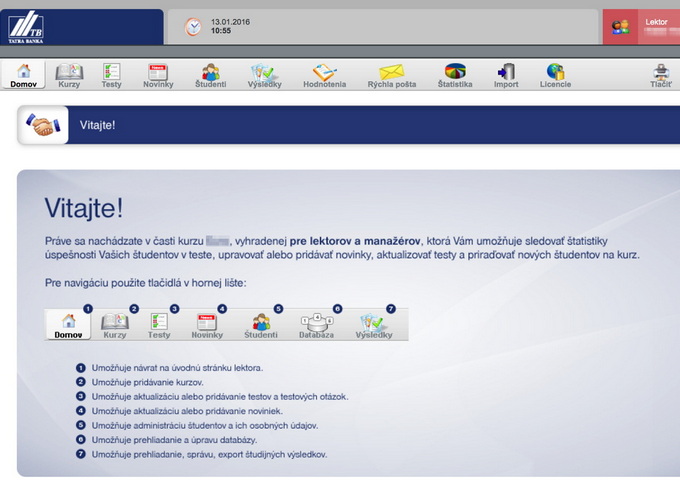 TB
TATRA BANKA
13.01.2016
10:55
Lektor
Domov Kurzy Testy Novinky Študenti Výsledky Hodnotenia Rýchla pošta Štatistika Import Licencie Tlačiť
Vitajte!
Vitajte!
Práve sa nachádzate v časti kurzu , vyhradenej pre lektorov a manažérov, ktorá Vám umožňuje sledovať štatistiky
úspešnosti Vašich študentov v teste, upravovať alebo pridávať novinky, aktualizovať testy a priraďovať nových študentov na kurz.
Pre navigáciu použite tlačidlá v hornej lište:
1 2 3 4 5 6 7
Domov Kurzy Testy Novinky Študenti Databáza Výsledky
1 Umožňuje návrat na úvodnú stránku lektora.
2 Umožňuje pridávanie kurzov.
3 Umožňuje aktualizáciu alebo pridávanie testov a testových otázok.
4 Umožňuje aktualizáciu alebo pridávanie noviniek.
5 Umožňuje administráciu študentov a ich osobných údajov.
6 Umožňuje prehliadanie a úpravu databázy.
7 Umožňuje prehliadanie, správu, export študijných výsledkov.